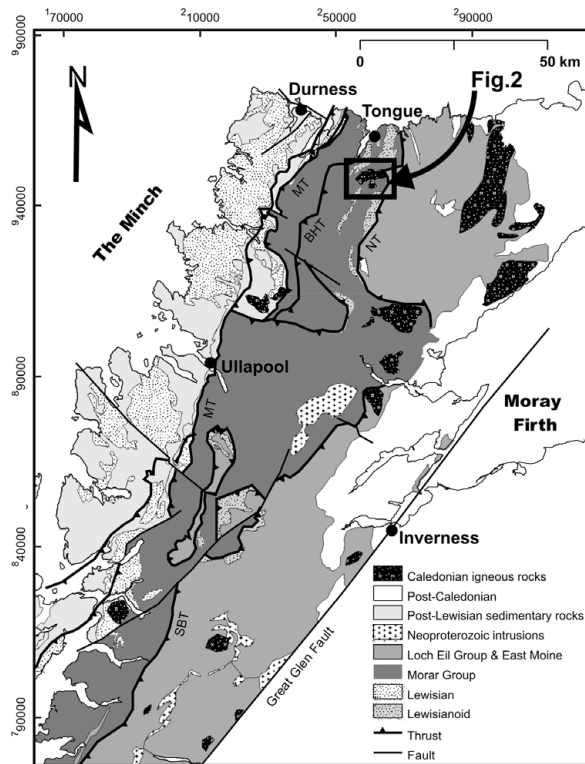 ¹70000 ²10000 ²50000 ²90000
⁹90000
0 50 km
N
Durness
Fig.2
Tongue
MT
BHT
NT
⁹40000
The Minch
Ullapool
⁸90000
MT
Moray
Firth
Inverness
⁸40000
SBT
Great Glen Fault
⁷90000
Caledonian igneous rocks
Post-Caledonian
Post-Lewisian sedimentary rocks
Neoproterozoic intrusions
Loch Eil Group & East Moine
Morar Group
Lewisian
Lewisianoid
Thrust
Fault